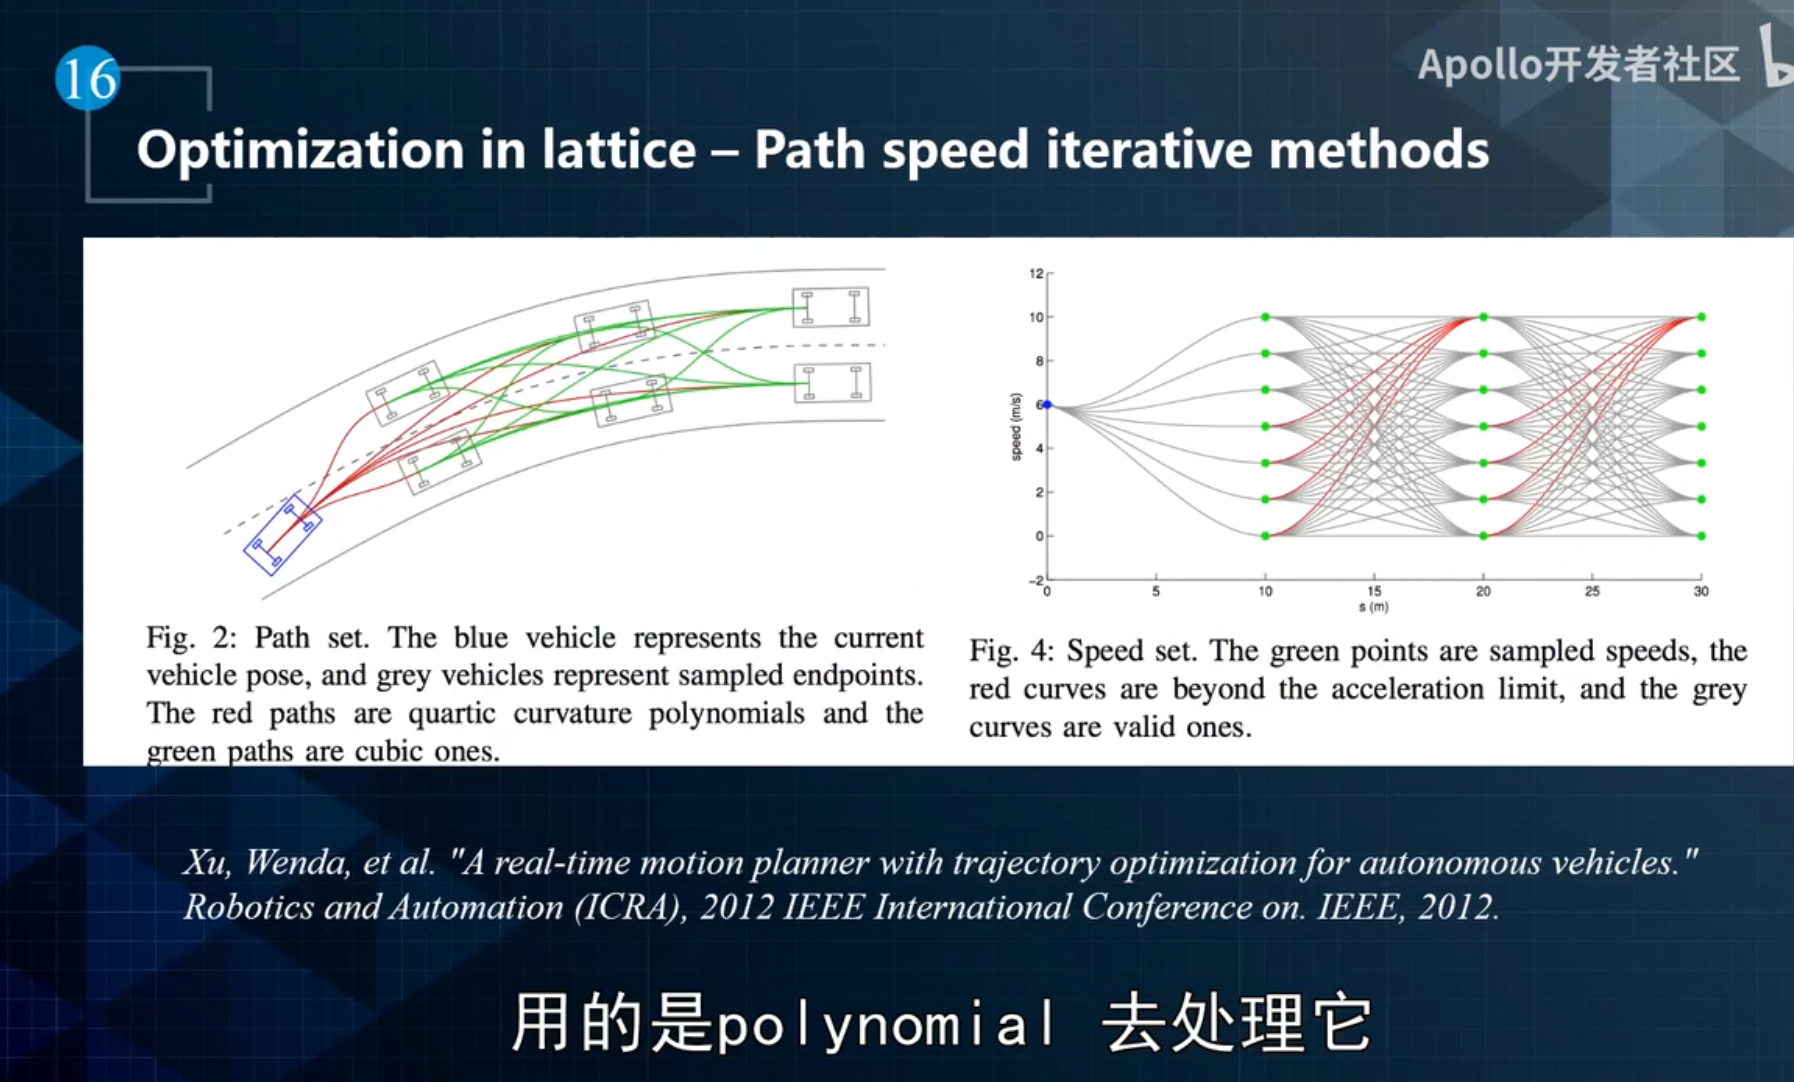 16
Apollo开发者社区
Optimization in lattice – Path speed iterative methods
12
10
8
6
4
2
0
−2
speed (m/s)
0
5
10
15
20
25
30
s (m)
Fig. 2: Path set. The blue vehicle represents the current
vehicle pose, and grey vehicles represent sampled endpoints.
The red paths are quartic curvature polynomials and the
green paths are cubic ones.
Fig. 4: Speed set. The green points are sampled speeds, the
red curves are beyond the acceleration limit, and the grey
curves are valid ones.
Xu, Wenda, et al. "A real-time motion planner with trajectory optimization for autonomous vehicles."
Robotics and Automation (ICRA), 2012 IEEE International Conference on. IEEE, 2012.
用的是polynomial 去处理它